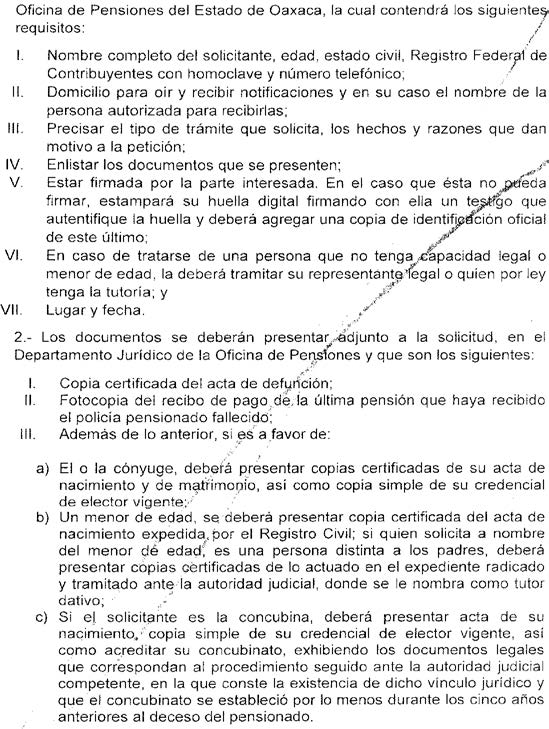 Oficina de Pensiones del Estado de Oaxaca, la cual contendrá los siguientes
requisitos:
I. Nombre completo del solicitante, edad, estado civil, Registro Federal de
Contribuyentes con homoclave y número telefónico;
II. Domicilio para oir y recibir notificaciones y en su caso el nombre de la
persona autorizada para recibirlas;
III. Precisar el tipo de trámite que solicita, los hechos y razones que dan
motivo a la petición;
IV. Enlistar los documentos que se presenten;
V. Estar firmada por la parte interesada. En el caso que ésta no pueda
firmar, estampará su huella digital firmando con ella un testigo que
autentifique la huella y deberá agregar una copia de identificación oficial
de este último;
VI. En caso de tratarse de una persona que no tenga capacidad legal o
menor de edad, la deberá tramitar su representante legal o quien por ley
tenga la tutoría; y
VII. Lugar y fecha.
2.- Los documentos se deberán presentar adjunto a la solicitud, en el
Departamento Jurídico de la Oficina de Pensiones y que son los siguientes:
I. Copia certificada del acta de defunción;
II. Fotocopia del recibo de pago de la última pensión que haya recibido
el policía pensionado fallecido;
III. Además de lo anterior, si es a favor de:
a) El o la cónyuge, deberá presentar copias certificadas de su acta de
nacimiento y de matrimonio, así como copia simple de su credencial
de elector vigente;
b) Un menor de edad, se deberá presentar copia certificada del acta de
nacimiento expedida por el Registro Civil; si quien solicita a nombre
del menor de edad, es una persona distinta a los padres, deberá
presentar copias certificadas de lo actuado en el expediente radicado
y tramitado ante la autoridad judicial, donde se le nombra como tutor
dativo;
c) Si el solicitante es la concubina, deberá presentar acta de su
nacimiento, copia simple de su credencial de elector vigente, así
como acreditar su concubinato, exhibiendo los documentos legales
que correspondan al procedimiento seguido ante la autoridad judicial
competente, en la que conste la existencia de dicho vínculo jurídico y
que el concubinato se estableció por lo menos durante los cinco años
anteriores al deceso del pensionado.